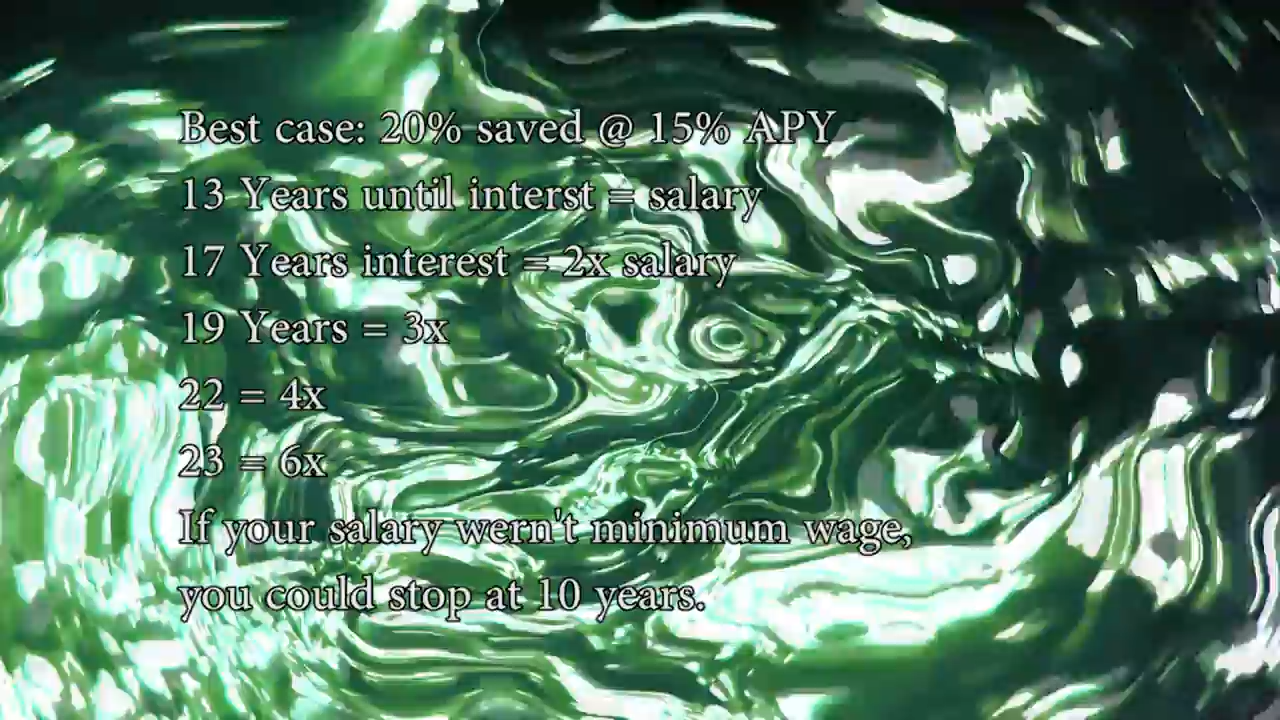 Best case: 20% saved @ 15% APY
13 Years until interst = salary
17 Years interest = 2x salary
19 Years = 3x
22 = 4x
23 = 6x
If your salary wern't minimum wage,
you could stop at 10 years.